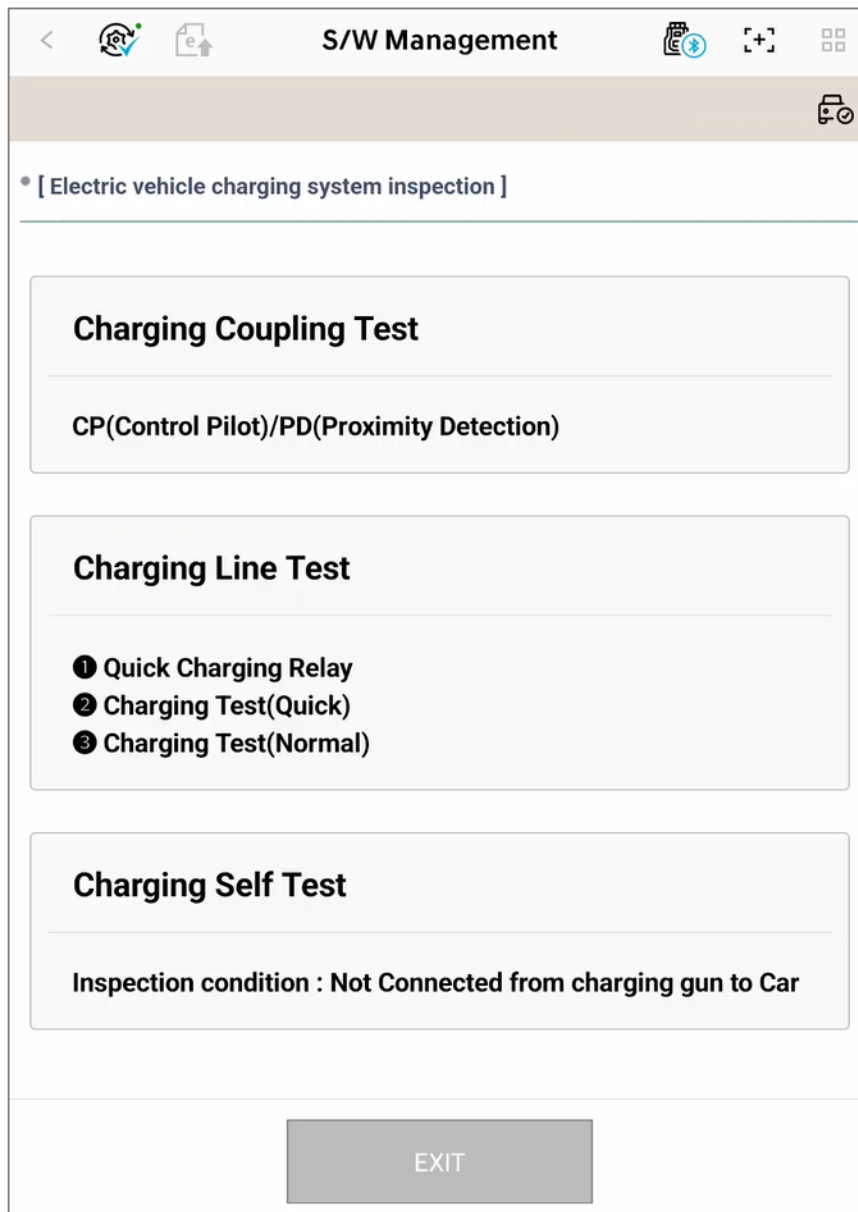 S/W Management
[ Electric vehicle charging system inspection ]
Charging Coupling Test
CP(Control Pilot)/PD(Proximity Detection)
Charging Line Test
❶ Quick Charging Relay
❷ Charging Test(Quick)
❸ Charging Test(Normal)
Charging Self Test
Inspection condition : Not Connected from charging gun to Car
EXIT